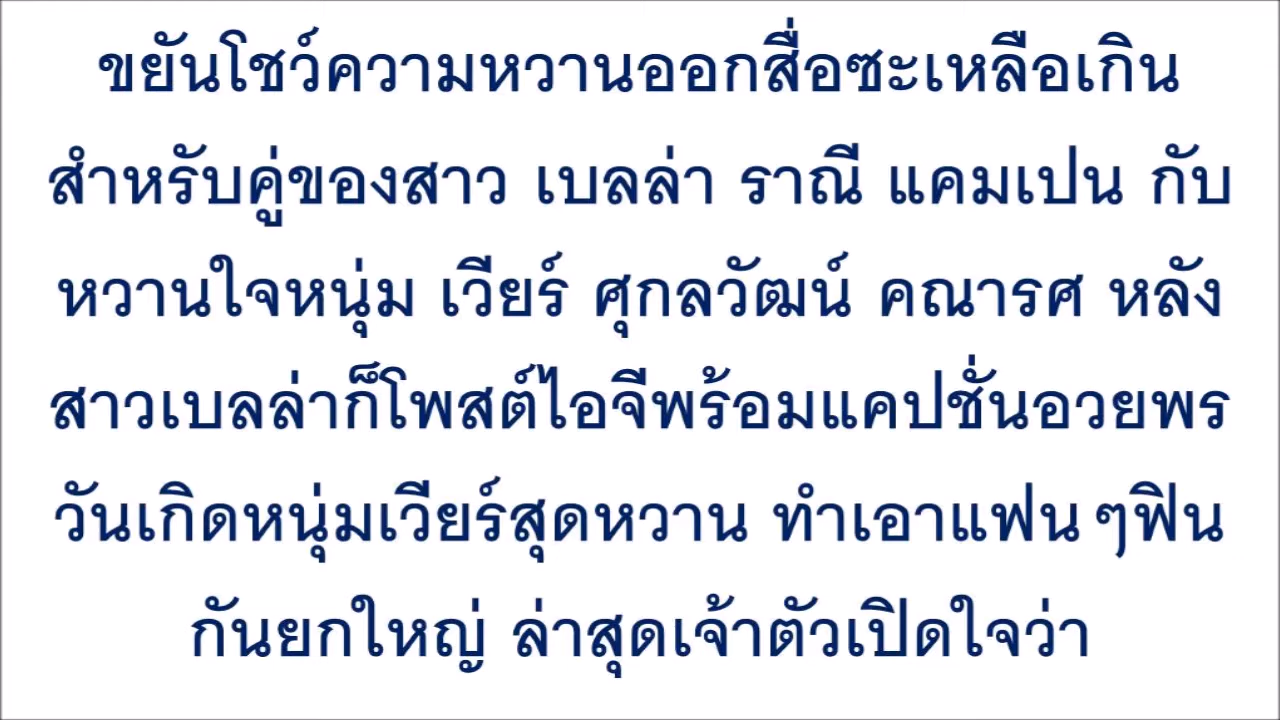 ขยันโชว์ความหวานออกสื่อซะเหลือเกิน
สำหรับคู่ของสาว เบลล่า ราณี แคมเปน กับ
หวานใจหนุ่ม เวียร์ ศุกลวัฒน์ คณารศ หลัง
สาวเบลล่าก็โพสต์ไอจีพร้อมแคปชั่นอวยพร
วันเกิดหนุ่มเวียร์สุดหวาน ทำเอาแฟนๆฟิน
กันยกใหญ่ ล่าสุดเจ้าตัวเปิดใจว่า